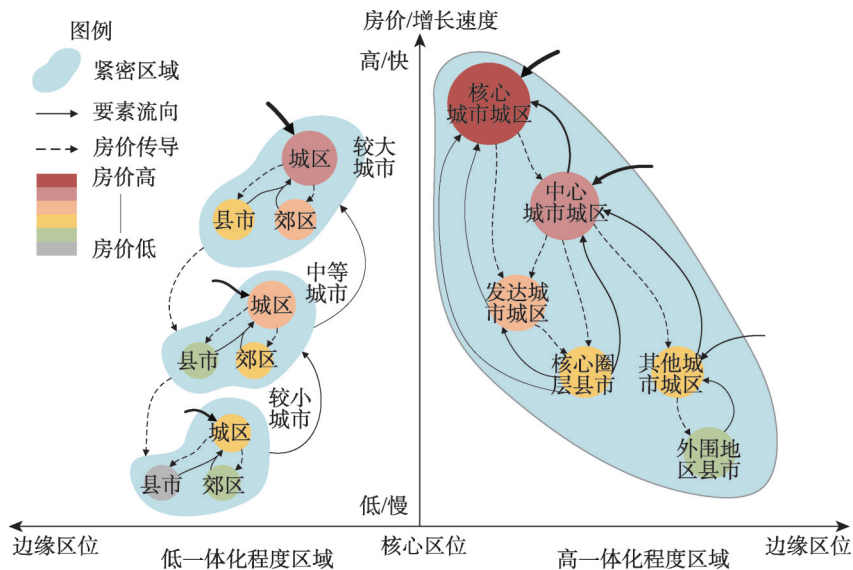 图例
紧密区域
要素流向
房价传导
房价高
房价低
房价/增长速度
高/快
低/慢
城区
较大
城市
县市
郊区
城区
中等
城市
县市
郊区
较小
城市
城区
县市
郊区
核心
城市城区
中心
城市城区
发达城
市城区
核心圈
层县市
其他城
市城区
外围地
区县市
边缘区位
低一体化程度区域
核心区位
高一体化程度区域
边缘区位